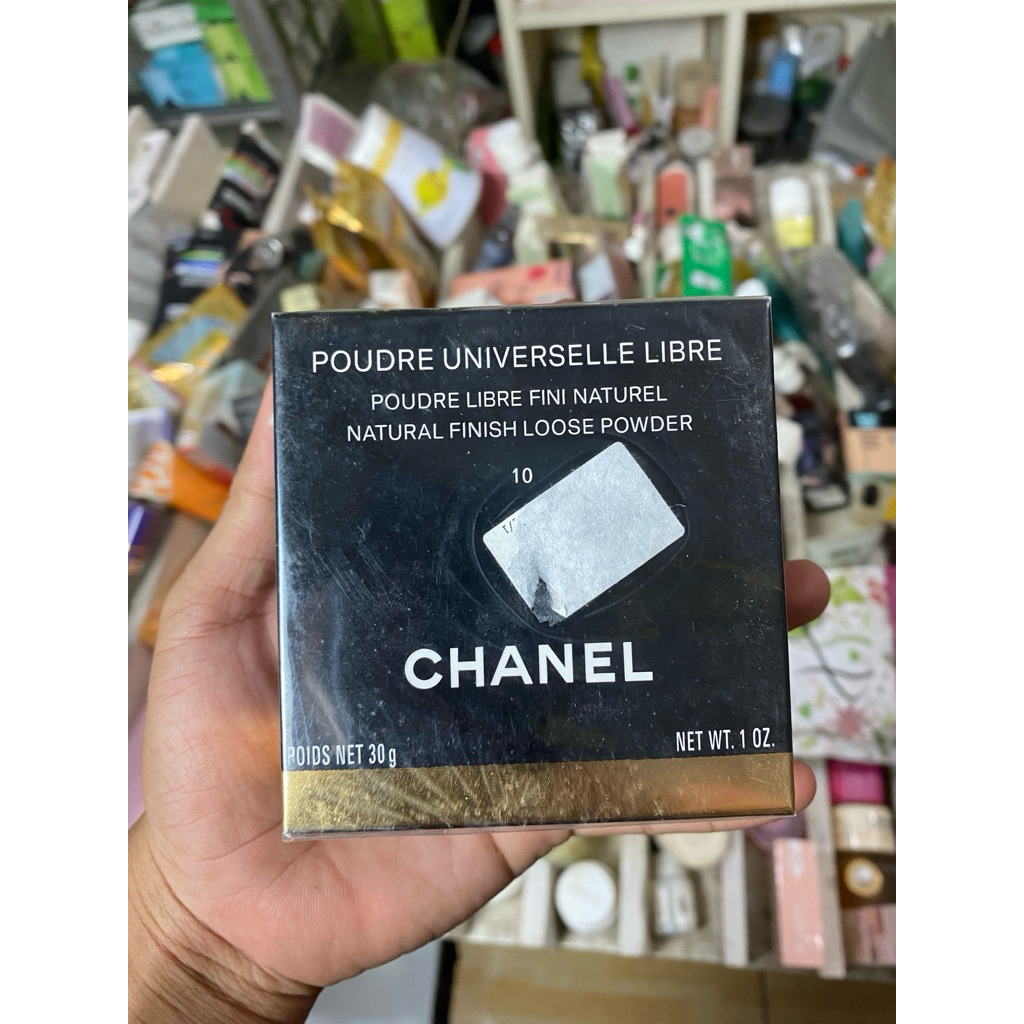 POUDRE UNIVERSELLE LIBRE
POUDRE LIBRE FINI NATUREL
NATURAL FINISH LOOSE POWDER
10
CHANEL
POIDS NET 30 g
NET WT. 1 OZ.